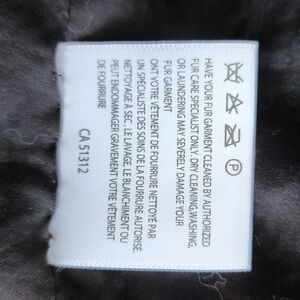 P
HAVE YOUR FUR GARMENT CLEANED BY AUTHORIZED
FUR CARE SPECIALIST ONLY. DRY CLEANING,WASHING,
OR LAUNDERING MAY SEVERELY DAMAGE YOUR
FUR GARMENT
ONT VOTRE VÊTEMENT DE FOURRURE NETTOYÉ PAR
UN SPÉCIALISTE DES SOINS DE LA FOURRURE AUTORISÉ.
NETTOYAGE À SEC , LE LAVAGE, LE BLANCHIMENT OU
PEUT ENDOMMAGER GRAVEMENT VOTRE VÊTEMENT
DE FOURRURE
CA 51312